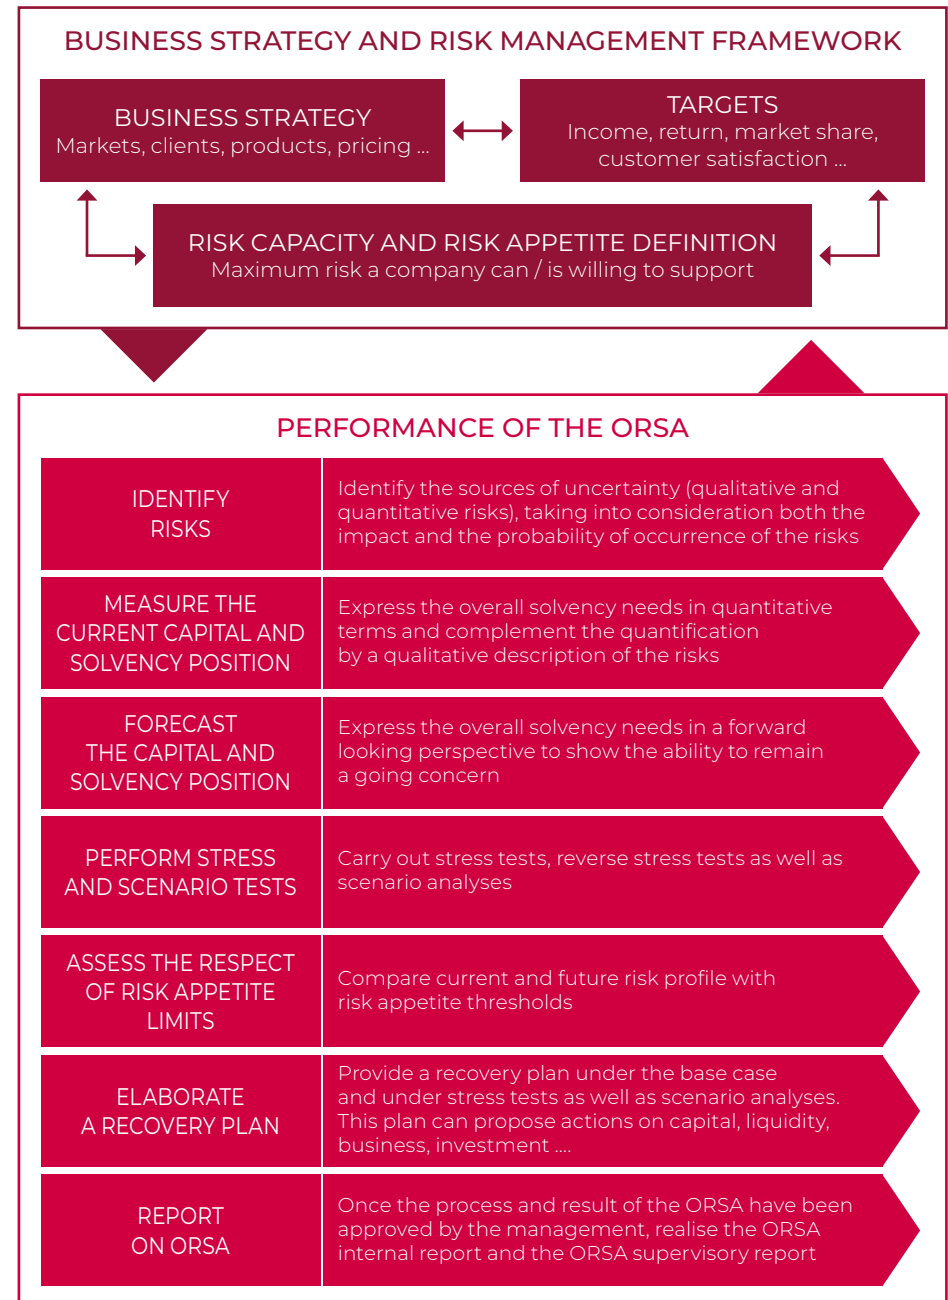 BUSINESS STRATEGY AND RISK MANAGEMENT FRAMEWORK
BUSINESS STRATEGY
Markets, clients, products, pricing ...
TARGETS
Income, return, market share,
customer satisfaction ...
RISK CAPACITY AND RISK APPETITE DEFINITION
Maximum risk a company can / is willing to support
PERFORMANCE OF THE ORSA
IDENTIFY
RISKS
Identify the sources of uncertainty (qualitative and
quantitative risks), taking into consideration both the
impact and the probability of occurrence of the risks
MEASURE THE
CURRENT CAPITAL AND
SOLVENCY POSITION
Express the overall solvency needs in quantitative
terms and complement the quantification
by a qualitative description of the risks
FORECAST
THE CAPITAL AND
SOLVENCY POSITION
Express the overall solvency needs in a forward
looking perspective to show the ability to remain
a going concern
PERFORM STRESS
AND SCENARIO TESTS
Carry out stress tests, reverse stress tests as well as
scenario analyses
ASSESS THE RESPECT
OF RISK APPETITE
LIMITS
Compare current and future risk profile with
risk appetite thresholds
ELABORATE
A RECOVERY PLAN
Provide a recovery plan under the base case
and under stress tests as well as scenario analyses.
This plan can propose actions on capital, liquidity,
business, investment ....
REPORT
ON ORSA
Once the process and result of the ORSA have been
approved by the management, realise the ORSA
internal report and the ORSA supervisory report